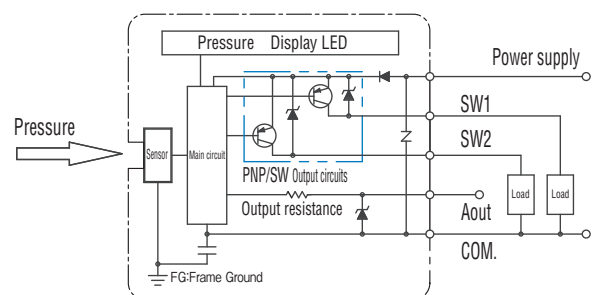 Pressure Display LED
Power supply
SW1
Pressure
SW2
Sensor
Main circuit
PNP/SW Output circuits
Load
Load
Output resistance
Aout
COM.
FG:Frame Ground